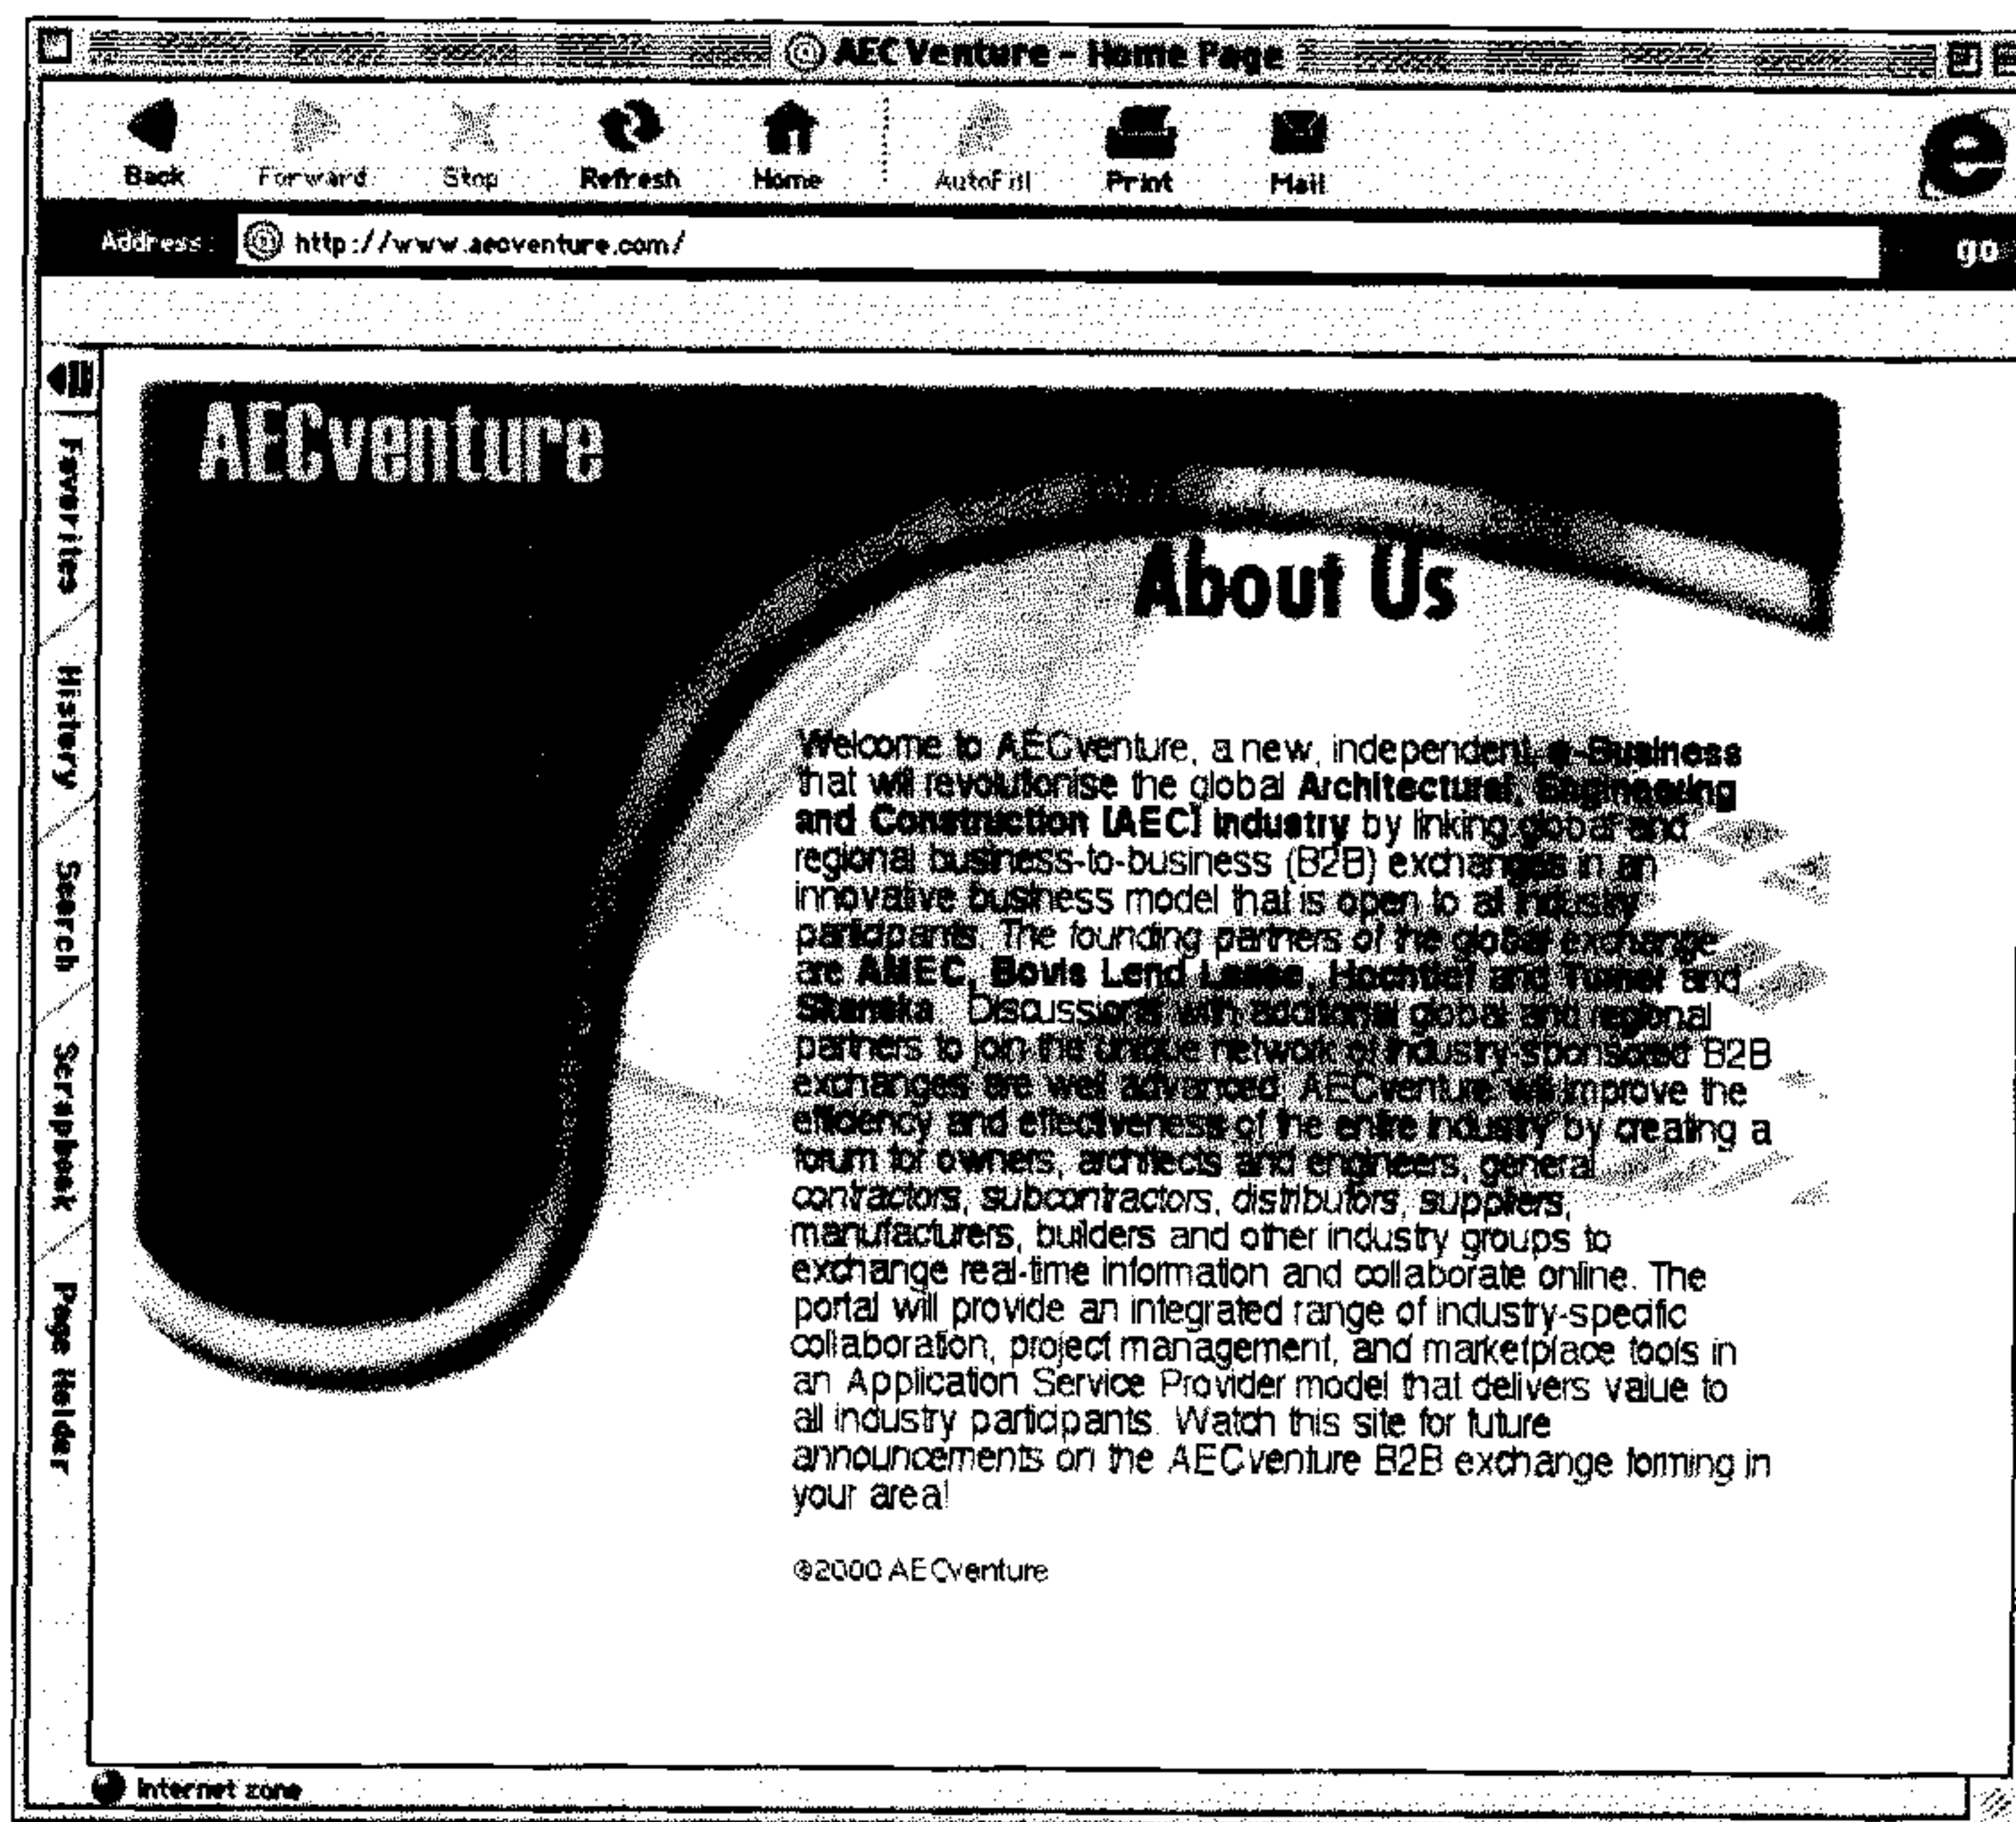 AECVenture - Home Page
Back Forward Stop Refresh Home AutoFill Print Mail
Address: http://www.aecventure.com/ go
Favorites
History
Search
Scrapbook
Page Holder
AECventure
About Us
Welcome to AECventure, a new, independent, e-Business
that will revolutionise the global Architectural, Engineering
and Construction [AEC] industry by linking global and
regional business-to-business (B2B) exchanges in an
innovative business model that is open to all industry
participants. The founding partners of the global exchange
are AMEC, Bovis Lend Lease, Hochtief and Turner and
Skanska. Discussions with additional global and regional
partners to join the unique network of industry-sponsored B2B
exchanges are well advanced. AECventure will improve the
efficiency and effectiveness of the entire industry by creating a
forum for owners, architects and engineers, general
contractors, subcontractors, distributors, suppliers,
manufacturers, builders and other industry groups to
exchange real-time information and collaborate online. The
portal will provide an integrated range of industry-specific
collaboration, project management, and marketplace tools in
an Application Service Provider model that delivers value to
all industry participants. Watch this site for future
announcements on the AECventure B2B exchange forming in
your area!
©2000 AECventure
Internet zone